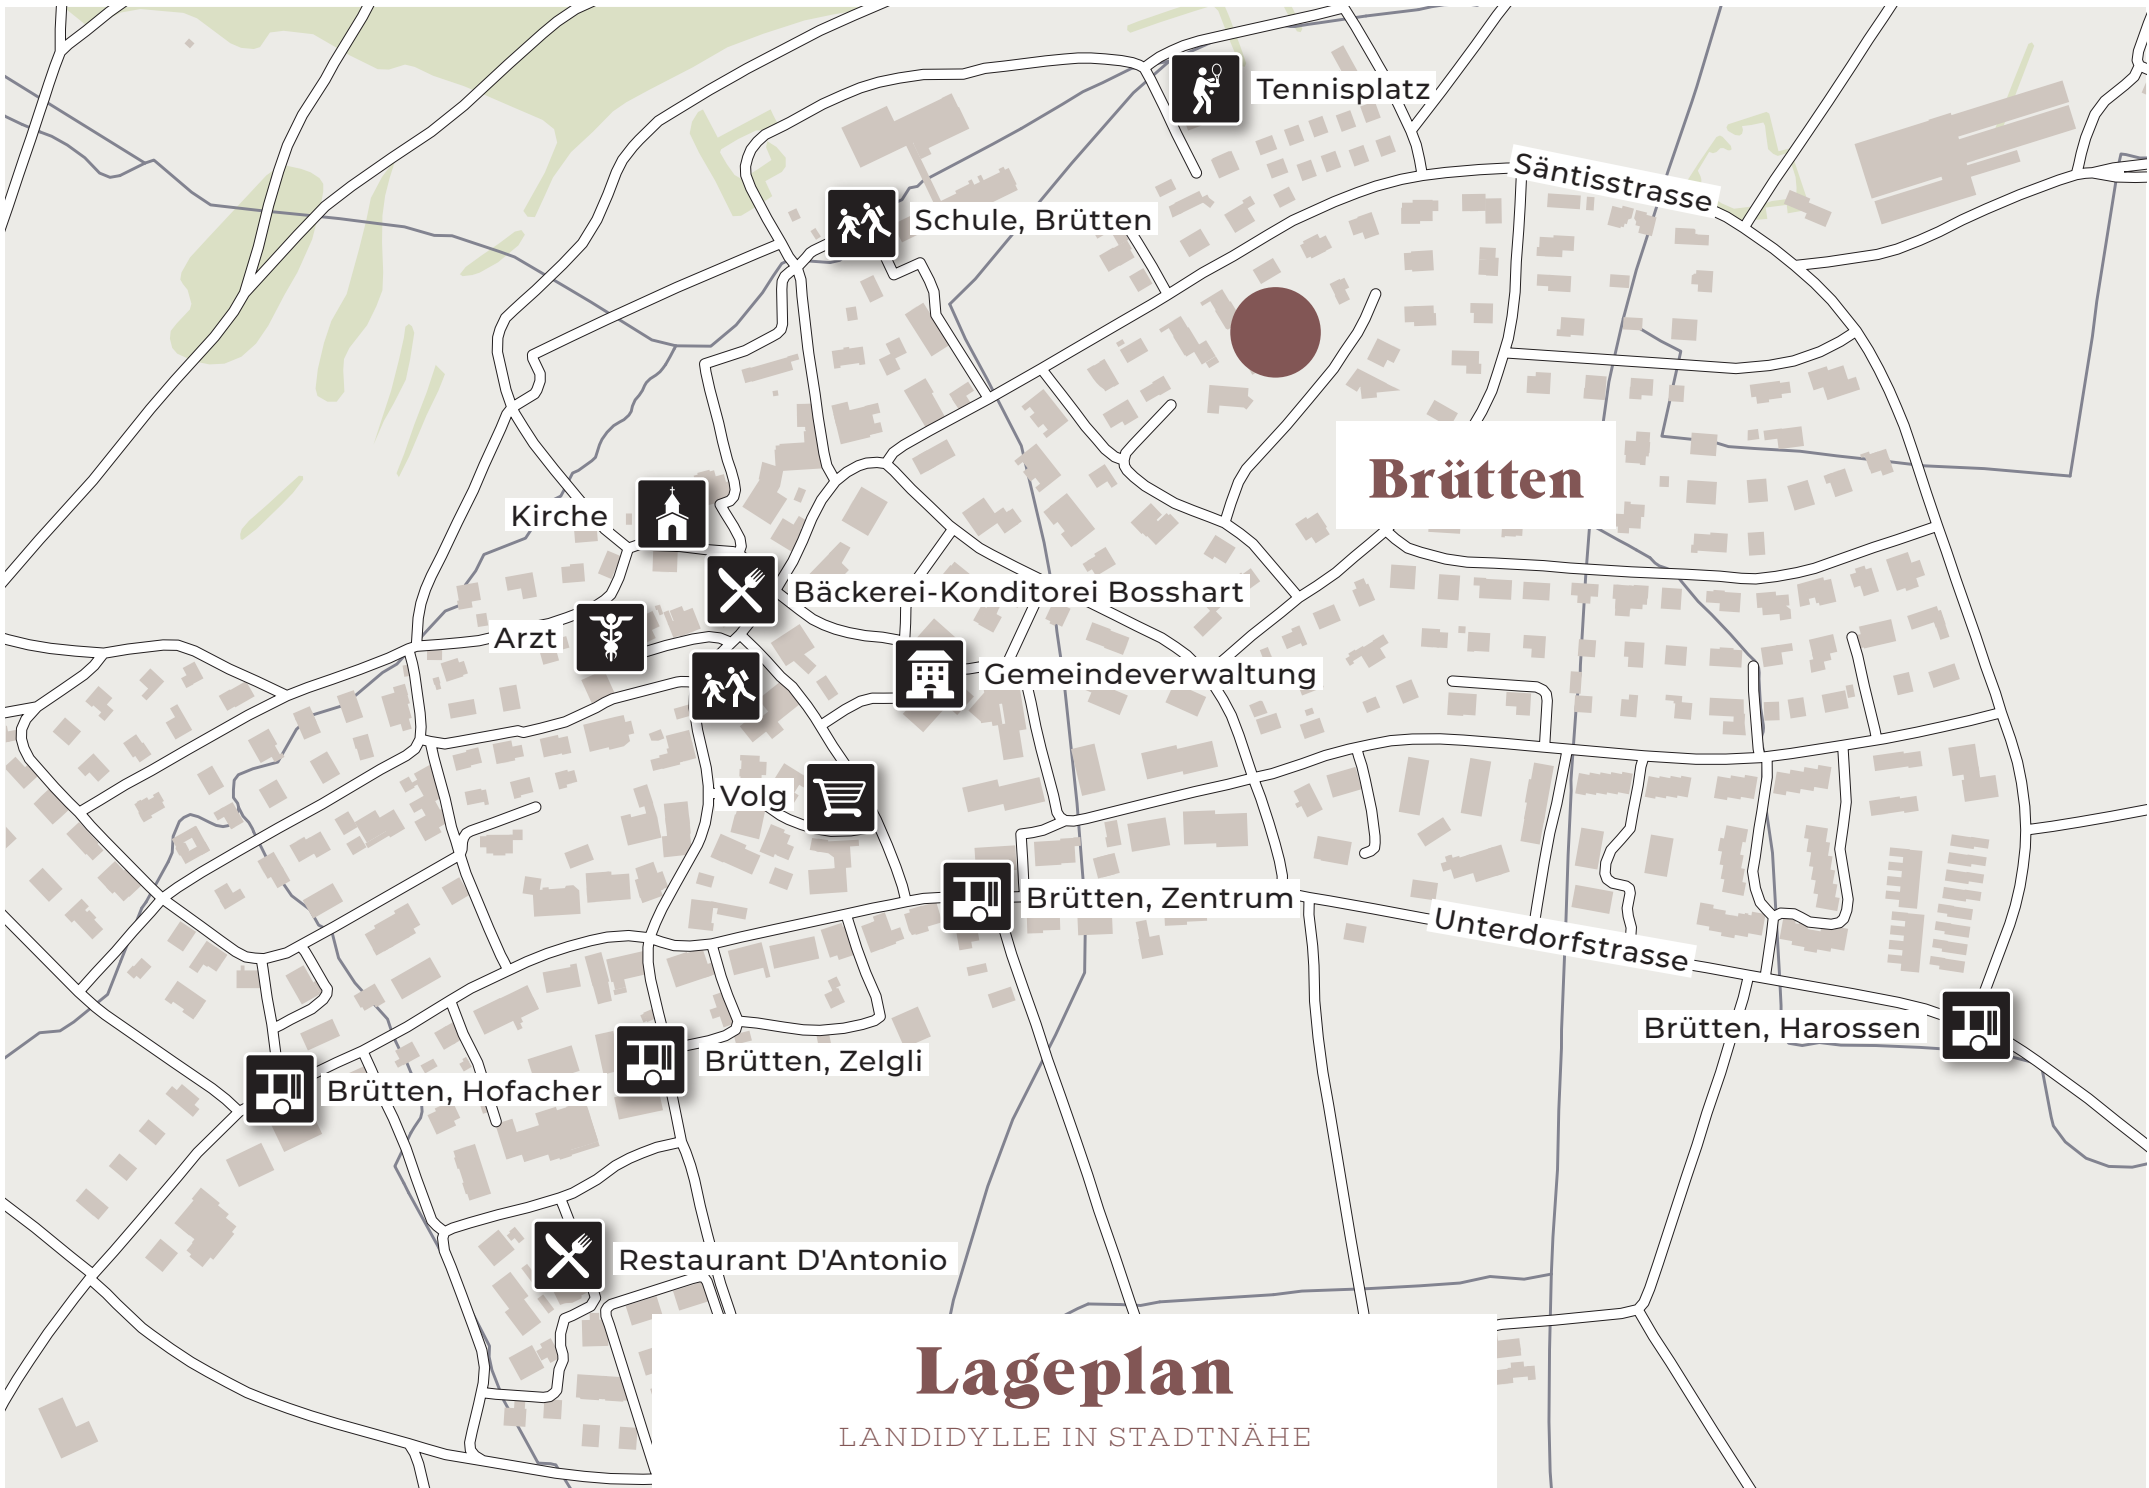 Tennisplatz
Säntisstrasse
Schule, Brütten
Brütten
Kirche
Bäckerei-Konditorei Bosshart
Arzt
Gemeindeverwaltung
Volg
Brütten, Zentrum
Unterdorfstrasse
Brütten, Harossen
Brütten, Zelgli
Brütten, Hofacher
Restaurant D'Antonio
Lageplan
LANDIDYLLE IN STADTNÄHE